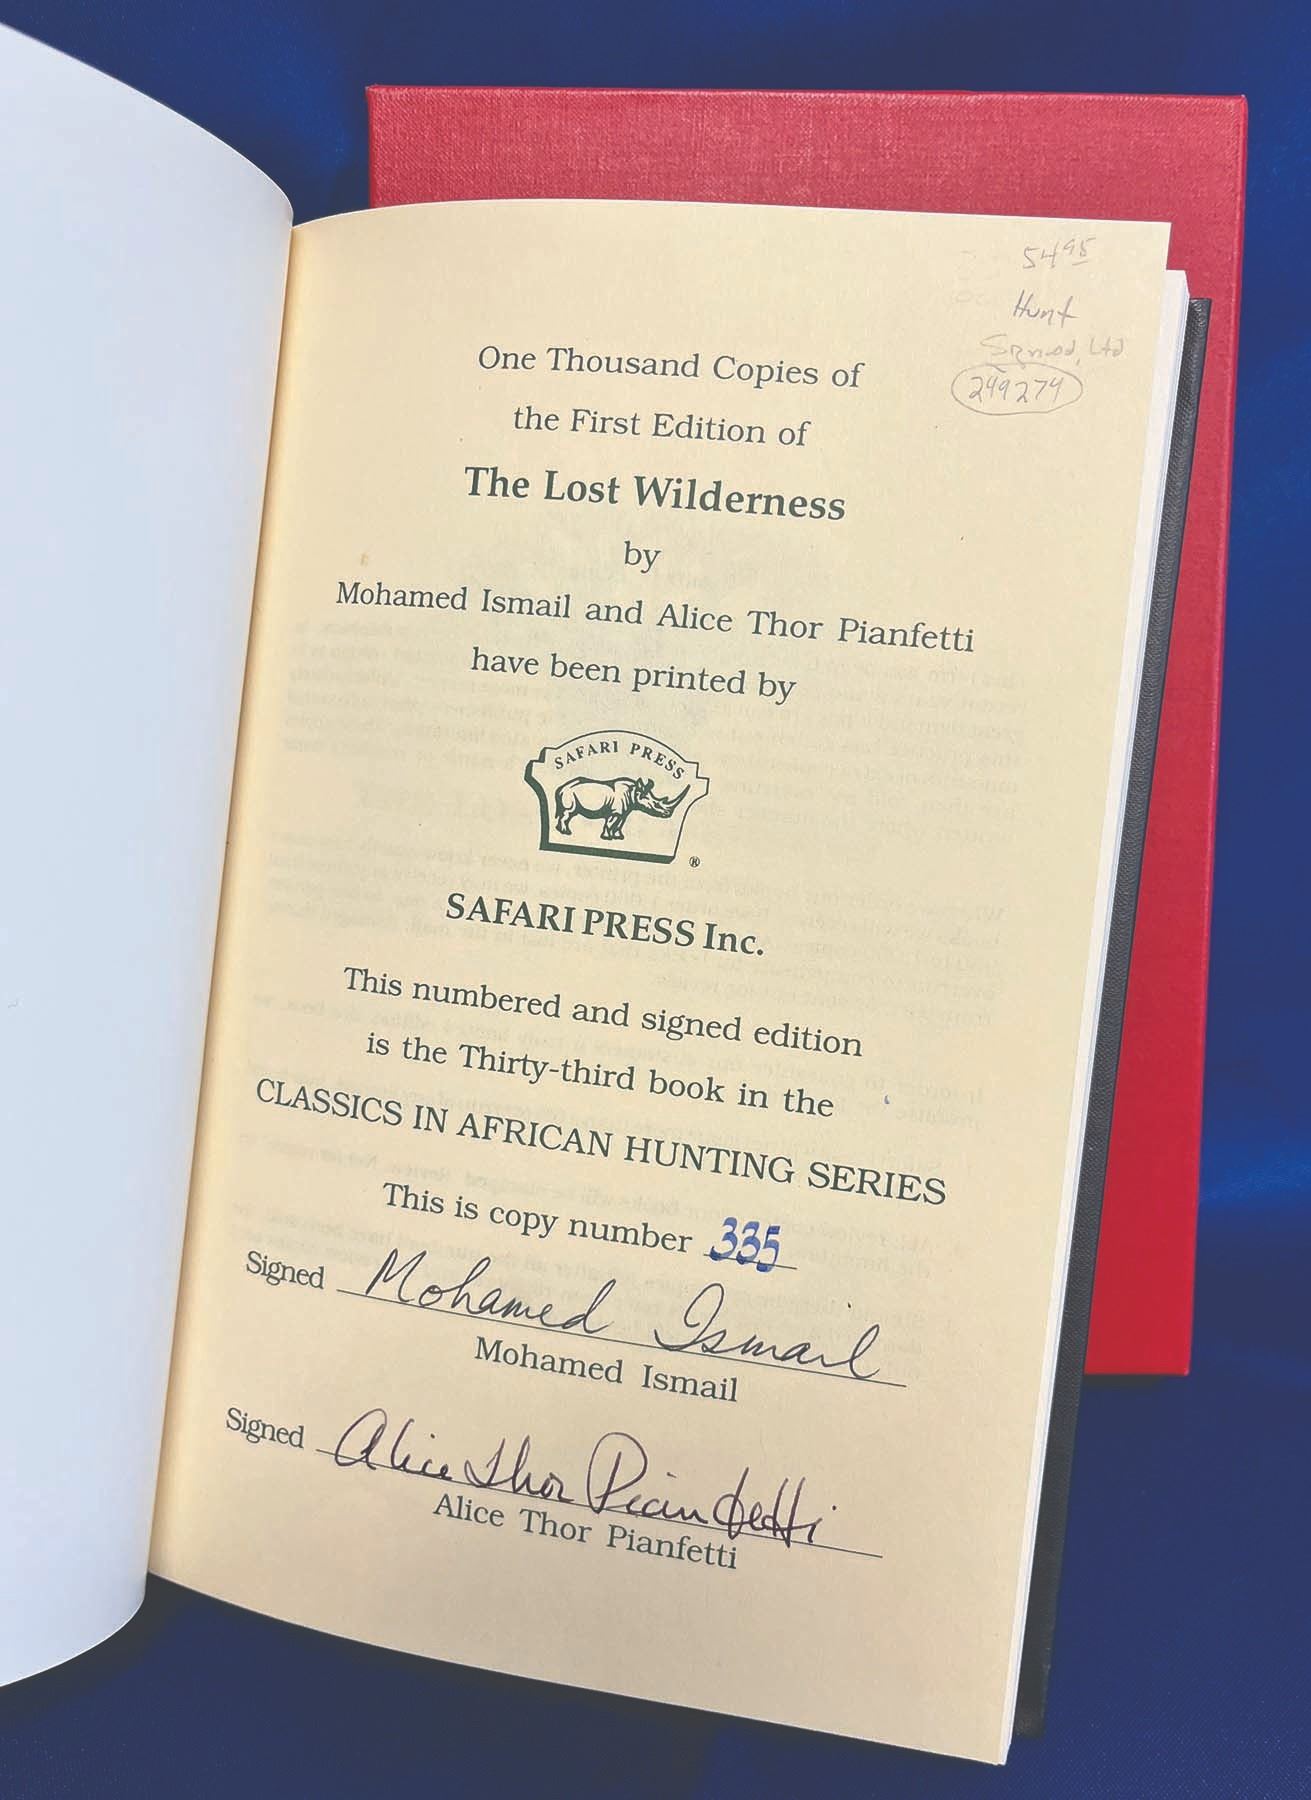 54 95
Hunt
Signed, Ltd
249274
One Thousand Copies of
the First Edition of
The Lost Wilderness
by
Mohamed Ismail and Alice Thor Pianfetti
have been printed by
SAFARI PRESS
®
SAFARI PRESS Inc.
This numbered and signed edition
is the Thirty-third book in the
CLASSICS IN AFRICAN HUNTING SERIES
This is copy number 335
Signed Mohamed Ismail
Mohamed Ismail
Signed Alice Thor Pianfetti
Alice Thor Pianfetti